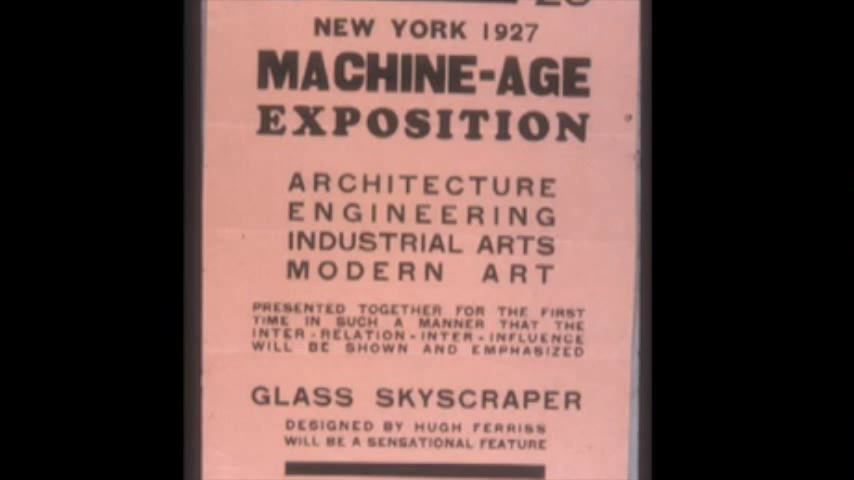 NEW YORK 1927
MACHINE-AGE
EXPOSITION
ARCHITECTURE
ENGINEERING
INDUSTRIAL ARTS
MODERN ART
PRESENTED TOGETHER FOR THE FIRST
TIME IN SUCH A MANNER THAT THE
INTER-RELATION-INTER-INFLUENCE
WILL BE SHOWN AND EMPHASIZED
GLASS SKYSCRAPER
DESIGNED BY HUGH FERRISS
WILL BE A SENSATIONAL FEATURE